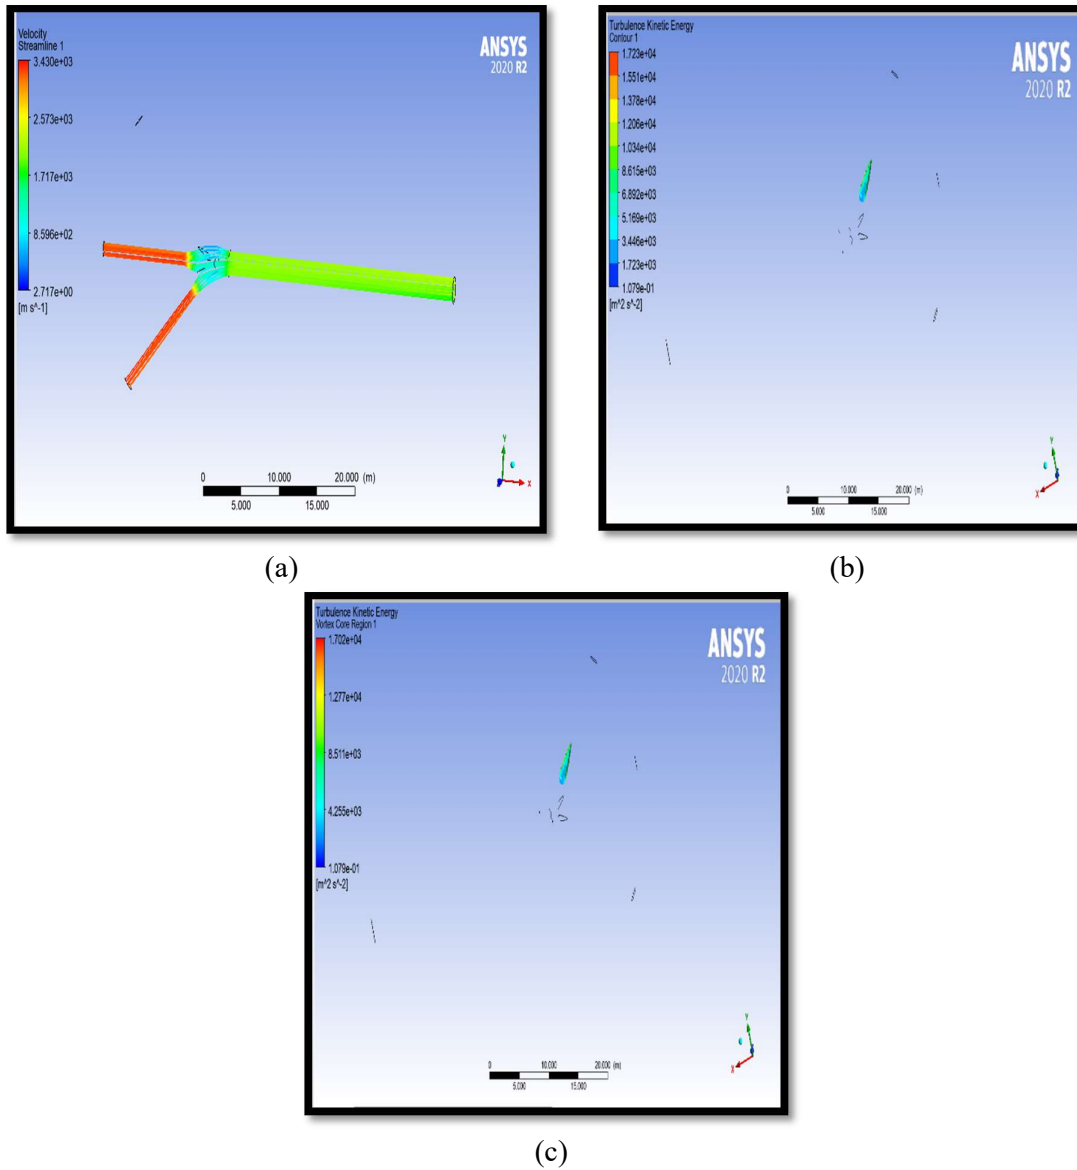 Velocity
Streamline 1
3.430e+03
2.573e+03
1.717e+03
8.596e+02
2.717e+00
[m s^-1]
ANSYS
2020 R2
0 10.000 20.000 (m)
5.000 15.000
Y
X
(a)
Turbulence Kinetic Energy
Contour 1
1.723e+04
1.551e+04
1.378e+04
1.206e+04
1.034e+04
8.615e+03
6.892e+03
5.169e+03
3.446e+03
1.723e+03
1.079e-01
[m^2 s^-2]
ANSYS
2020 R2
0 10.000 20.000 (m)
5.000 15.000
Y
X
(b)
Turbulence Kinetic Energy
Vortex Core Region 1
1.702e+04
1.277e+04
8.511e+03
4.255e+03
1.079e-01
[m^2 s^-2]
ANSYS
2020 R2
0 10.000 20.000 (m)
5.000 15.000
Y
X
(c)